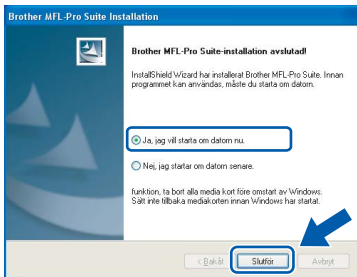 Brother MFL-Pro Suite Installation
Brother MFL-Pro Suite-installation avslutad!
InstallShield Wizard har installerat Brother MFL-Pro Suite. Innan
programmet kan användas, måste du starta om datorn.
Ja, jag vill starta om datorn nu.
Nej, jag startar om datorn senare.
funktion, ta bort alla media kort före omstart av Windows.
Sätt inte tillbaka mediakorten innan Windows har startat.
< Bakåt
Slutför
Avbryt